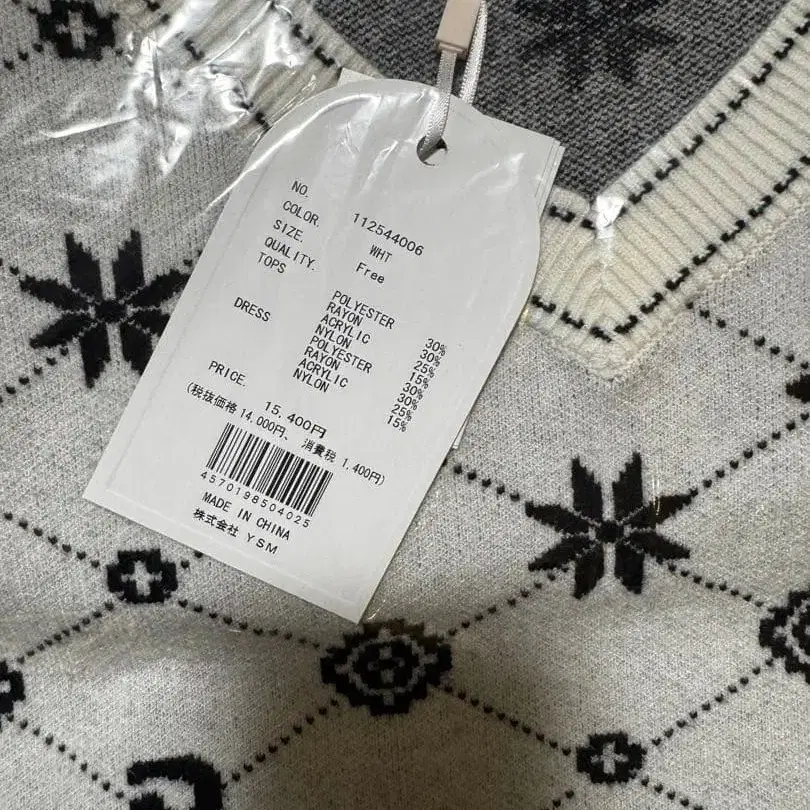 NO. 112544006
COLOR. WHT
SIZE. Free
QUALITY.
TOPS POLYESTER 30%
RAYON 30%
ACRYLIC 25%
NYLON 15%
DRESS POLYESTER 30%
RAYON 30%
ACRYLIC 25%
NYLON 15%
PRICE. 15,400円
(税抜価格 14,000円、 消費税 1,400円)
4570198504025
MADE IN CHINA
株式会社 YSM